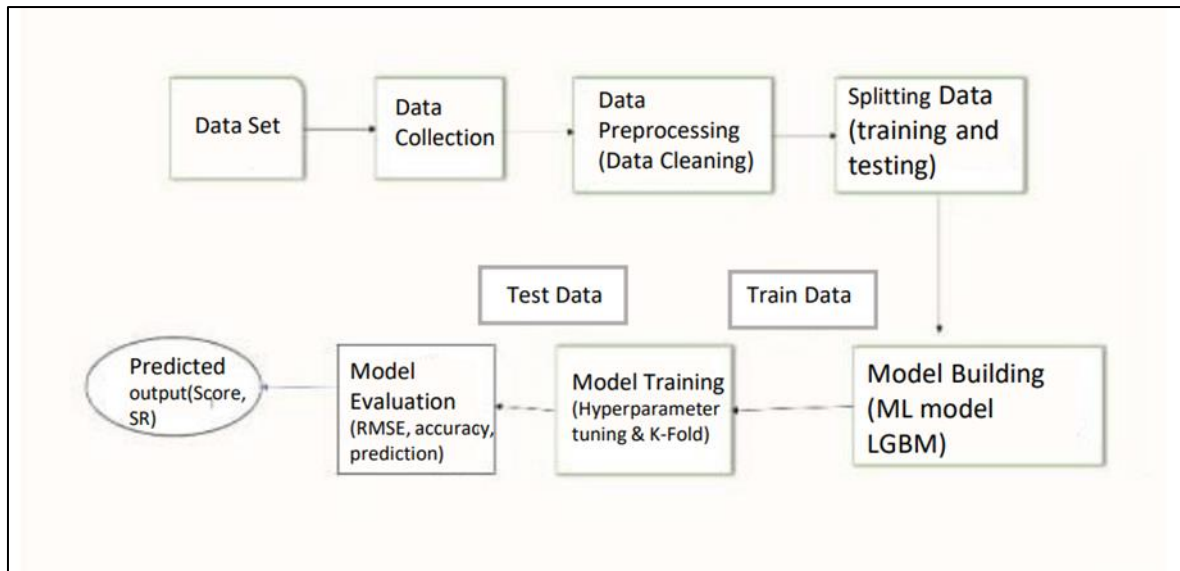 Data Set
Data
Collection
Data
Preprocessing
(Data Cleaning)
Splitting Data
(training and
testing)
Test Data
Train Data
Predicted
output(Score,
SR)
Model
Evaluation
(RMSE, accuracy,
prediction)
Model Training
(Hyperparameter
tuning & K-Fold)
Model Building
(ML model
LGBM)